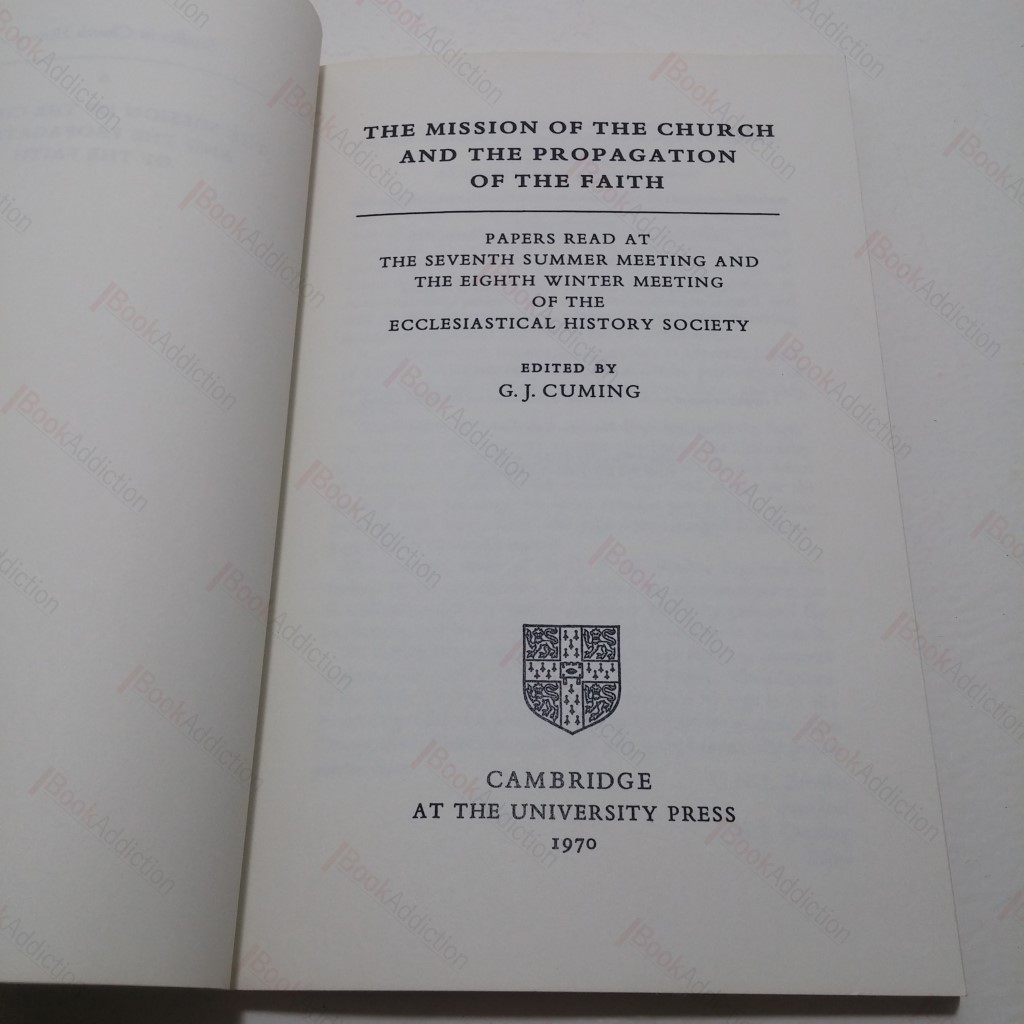 THE MISSION OF THE CHURCH
AND THE PROPAGATION
OF THE FAITH
PAPERS READ AT
THE SEVENTH SUMMER MEETING AND
THE EIGHTH WINTER MEETING
OF THE
ECCLESIASTICAL HISTORY SOCIETY
EDITED BY
G. J. CUMING
CAMBRIDGE
AT THE UNIVERSITY PRESS
1970
BookAddiction